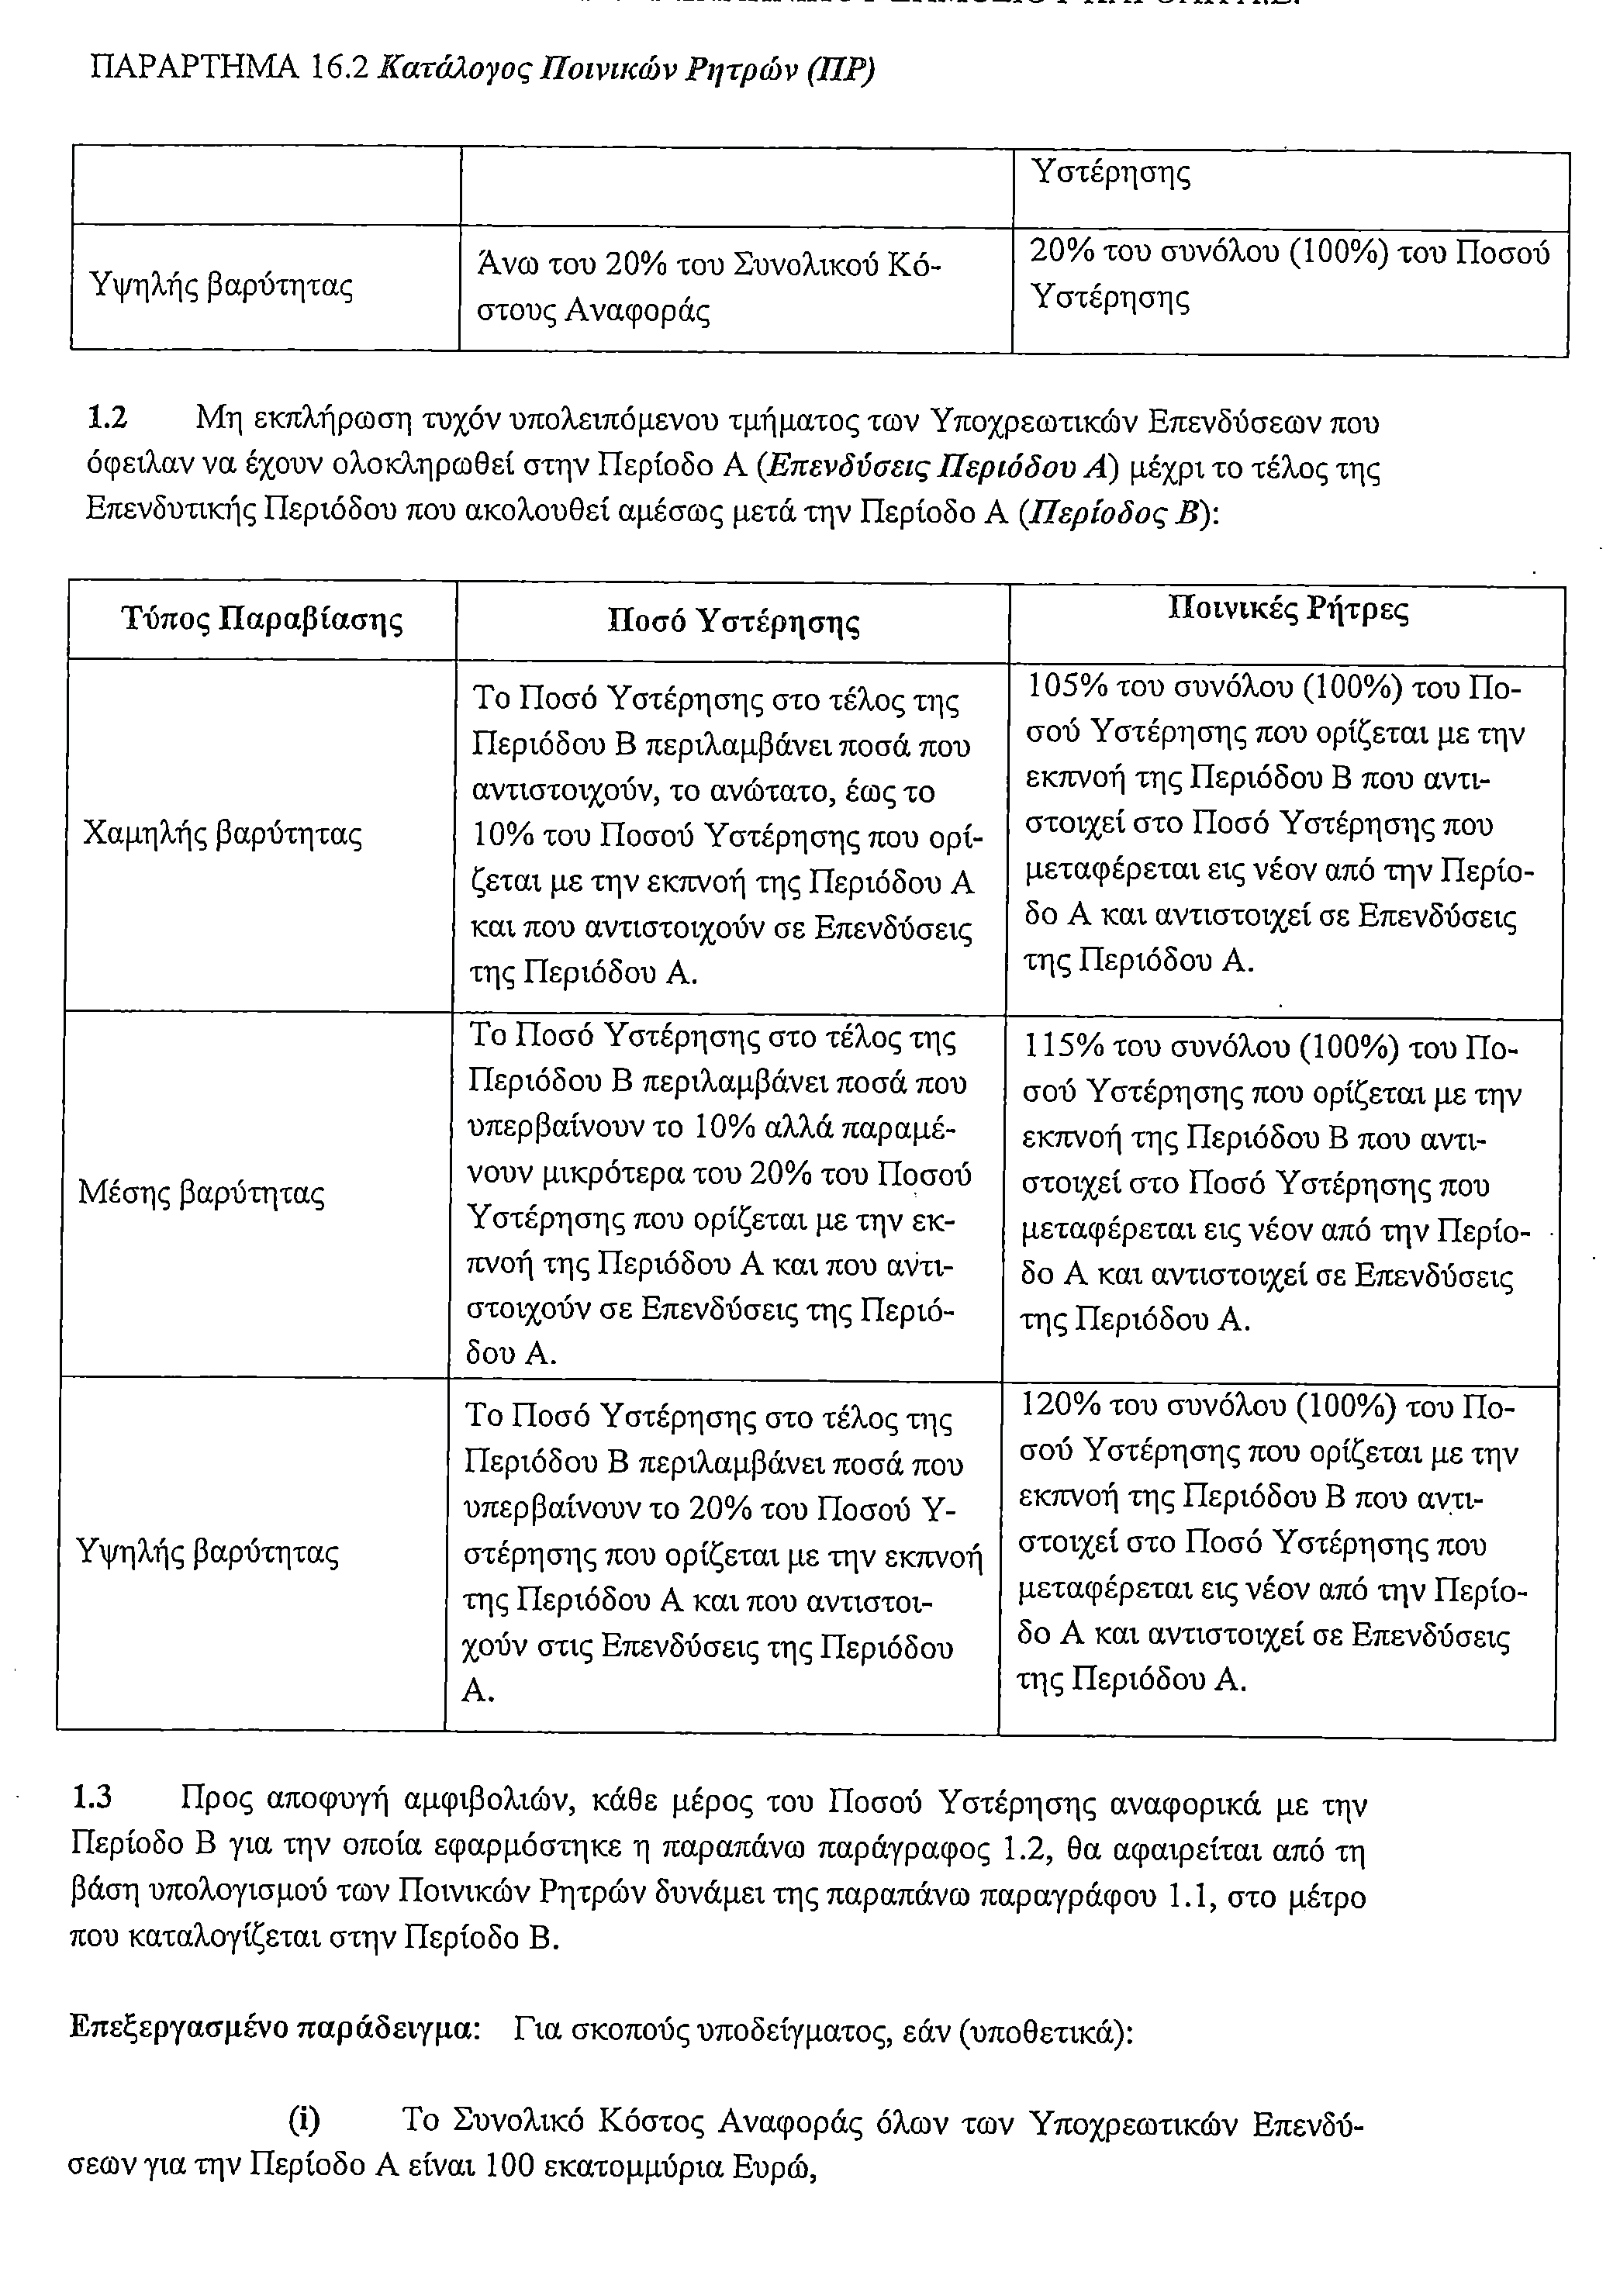 ΠΑΡΑΡΤΗΜΑ 16.2 Κατάλογος Ποινικών Ρητρών (ΠΡ)
Υστέρησης
Υψηλής βαρύτητας
Άνω του 20% του Συνολικού Κό-
στους Αναφοράς
20% του συνόλου (100%) του Ποσού
Υστέρησης
1.2 Μη εκπλήρωση τυχόν υπολειπόμενου τμήματος των Υποχρεωτικών Επενδύσεων που
όφειλαν να έχουν ολοκληρωθεί στην Περίοδο Α (Επενδύσεις Περιόδου Α) μέχρι το τέλος της
Επενδυτικής Περιόδου που ακολουθεί αμέσως μετά την Περίοδο Α (Περίοδος Β):
Τύπος Παραβίασης
Ποσό Υστέρησης
Ποινικές Ρήτρες
Χαμηλής βαρύτητας
Το Ποσό Υστέρησης στο τέλος της
Περιόδου Β περιλαμβάνει ποσά που
αντιστοιχούν, το ανώτατο, έως το
10% του Ποσού Υστέρησης που ορί-
ζεται με την εκπνοή της Περιόδου Α
και που αντιστοιχούν σε Επενδύσεις
της Περιόδου Α.
105% του συνόλου (100%) του Πο-
σού Υστέρησης που ορίζεται με την
εκπνοή της Περιόδου Β που αντι-
στοιχεί στο Ποσό Υστέρησης που
μεταφέρεται εις νέον από την Περίο-
δο Α και αντιστοιχεί σε Επενδύσεις
της Περιόδου Α.
Μέσης βαρύτητας
Το Ποσό Υστέρησης στο τέλος της
Περιόδου Β περιλαμβάνει ποσά που
υπερβαίνουν το 10% αλλά παραμέ-
νουν μικρότερα του 20% του Ποσού
Υστέρησης που ορίζεται με την εκ-
πνοή της Περιόδου Α και που αντι-
στοιχούν σε Επενδύσεις της Περιό-
δου Α.
115% του συνόλου (100%) του Πο-
σού Υστέρησης που ορίζεται με την
εκπνοή της Περιόδου Β που αντι-
στοιχεί στο Ποσό Υστέρησης που
μεταφέρεται εις νέον από την Περίο-
δο Α και αντιστοιχεί σε Επενδύσεις
της Περιόδου Α.
Υψηλής βαρύτητας
Το Ποσό Υστέρησης στο τέλος της
Περιόδου Β περιλαμβάνει ποσά που
υπερβαίνουν το 20% του Ποσού Υ-
στέρησης που ορίζεται με την εκπνοή
της Περιόδου Α και που αντιστοι-
χούν στις Επενδύσεις της Περιόδου
Α.
120% του συνόλου (100%) του Πο-
σού Υστέρησης που ορίζεται με την
εκπνοή της Περιόδου Β που αντι-
στοιχεί στο Ποσό Υστέρησης που
μεταφέρεται εις νέον από την Περίο-
δο Α και αντιστοιχεί σε Επενδύσεις
της Περιόδου Α.
1.3 Προς αποφυγή αμφιβολιών, κάθε μέρος του Ποσού Υστέρησης αναφορικά με την
Περίοδο Β για την οποία εφαρμόστηκε η παραπάνω παράγραφος 1.2, θα αφαιρείται από τη
βάση υπολογισμού των Ποινικών Ρητρών δυνάμει της παραπάνω παραγράφου 1.1, στο μέτρο
που καταλογίζεται στην Περίοδο Β.
Επεξεργασμένο παράδειγμα: Για σκοπούς υποδείγματος, εάν (υποθετικά):
(i) Το Συνολικό Κόστος Αναφοράς όλων των Υποχρεωτικών Επενδύ-
σεων για την Περίοδο Α είναι 100 εκατομμύρια Ευρώ,